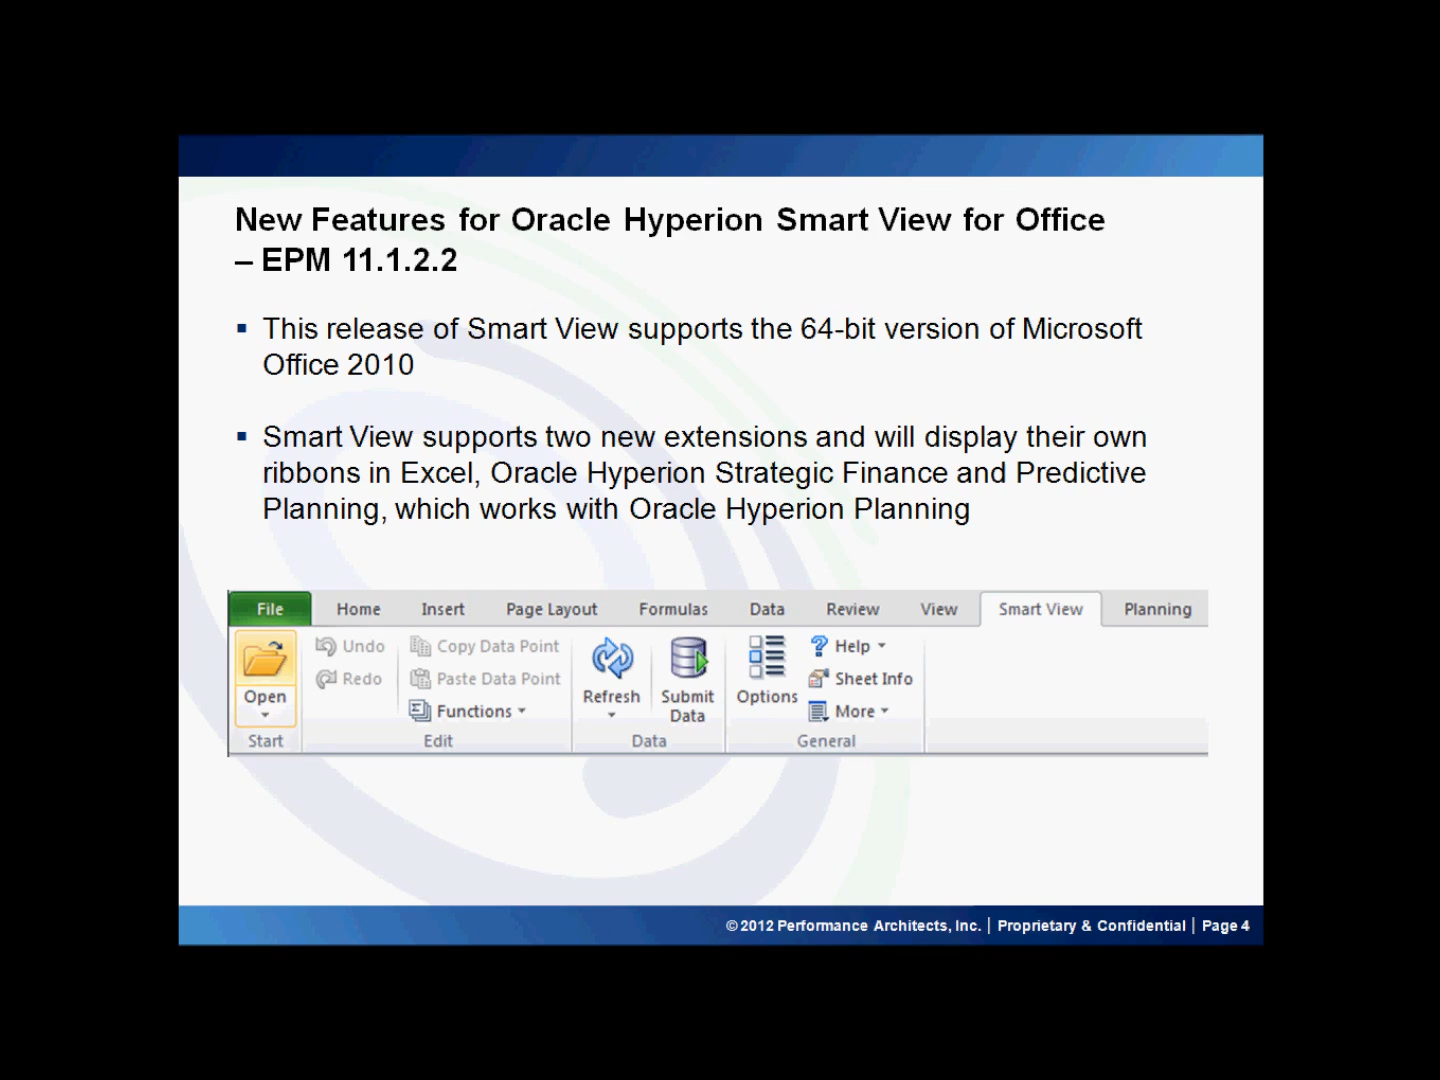 New Features for Oracle Hyperion Smart View for Office
– EPM 11.1.2.2
▪ This release of Smart View supports the 64-bit version of Microsoft
Office 2010
▪ Smart View supports two new extensions and will display their own
ribbons in Excel, Oracle Hyperion Strategic Finance and Predictive
Planning, which works with Oracle Hyperion Planning
File Home Insert Page Layout Formulas Data Review View Smart View Planning
Open
Start
Undo
Redo
Copy Data Point
Paste Data Point
Functions
Edit
Refresh
Submit
Data
Data
Options
Help
Sheet Info
More
General
© 2012 Performance Architects, Inc. | Proprietary & Confidential | Page 4